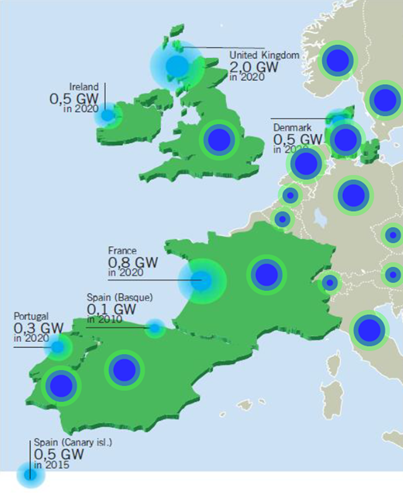 United Kingdom
2,0 GW
in 2020
Ireland
0,5 GW
in 2020
Denmark
0,5 GW
in 2020
France
0,8 GW
in 2020
Spain (Basque)
0,1 GW
in 2010
Portugal
0,3 GW
in 2020
Spain (Canary isl.)
0,5 GW
in 2015